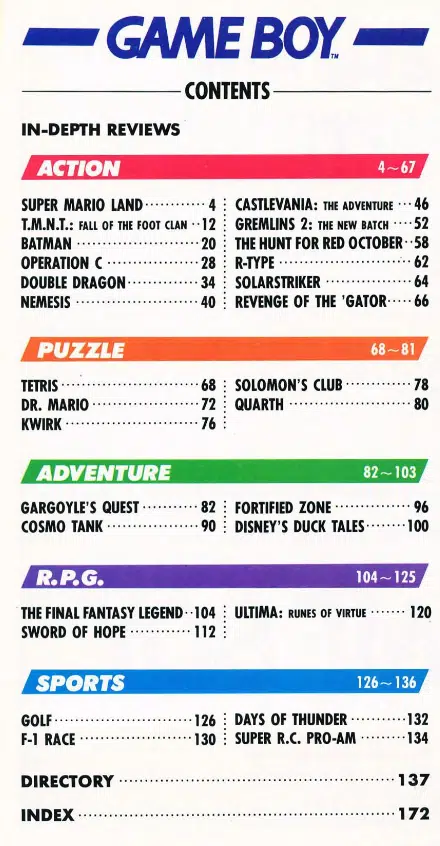 GAME BOY™
CONTENTS
IN-DEPTH REVIEWS
ACTION 4~67
SUPER MARIO LAND 4
T.M.N.T.: FALL OF THE FOOT CLAN 12
BATMAN 20
OPERATION C 28
DOUBLE DRAGON 34
NEMESIS 40
CASTLEVANIA: THE ADVENTURE 46
GREMLINS 2: THE NEW BATCH 52
THE HUNT FOR RED OCTOBER 58
R-TYPE 62
SOLARSTRIKER 64
REVENGE OF THE 'GATOR 66
PUZZLE 68~81
TETRIS 68
DR. MARIO 72
KWIRK 76
SOLOMON'S CLUB 78
QUARTH 80
ADVENTURE 82~103
GARGOYLE'S QUEST 82
COSMO TANK 90
FORTIFIED ZONE 96
DISNEY'S DUCK TALES 100
R.P.G. 104~125
THE FINAL FANTASY LEGEND 104
SWORD OF HOPE 112
ULTIMA: RUNES OF VIRTUE 120
SPORTS 126~136
GOLF 126
F-1 RACE 130
DAYS OF THUNDER 132
SUPER R.C. PRO-AM 134
DIRECTORY 137
INDEX 172